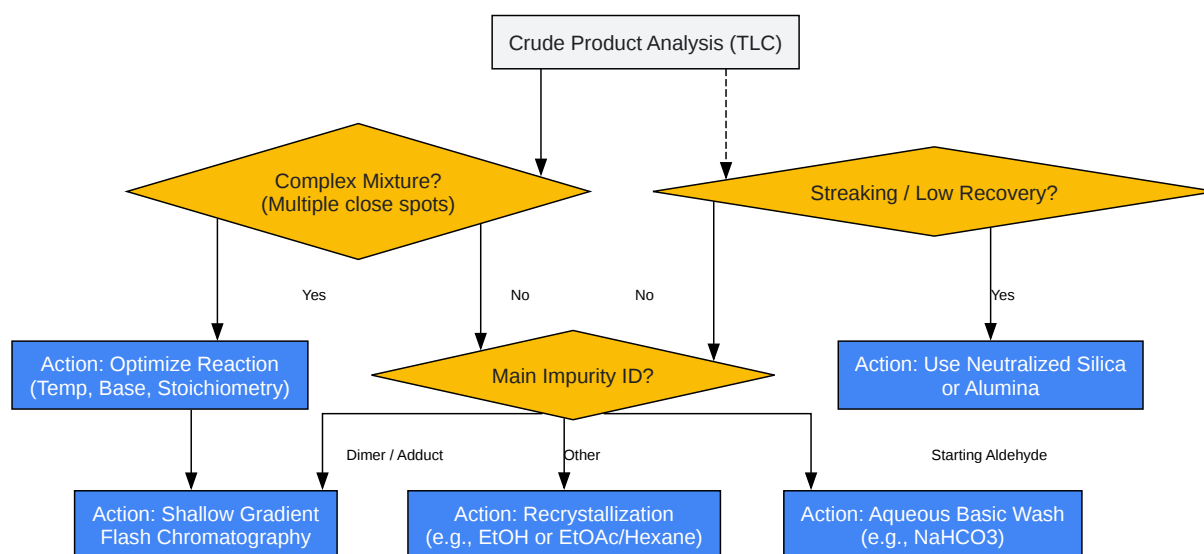 Crude Product Analysis (TLC)
Complex Mixture?
(Multiple close spots)
Streaking / Low Recovery?
Yes
No
No
Yes
Action: Optimize Reaction
(Temp, Base, Stoichiometry)
Main Impurity ID?
Action: Use Neutralized Silica
or Alumina
Dimer / Adduct
Other
Starting Aldehyde
Action: Shallow Gradient
Flash Chromatography
Action: Recrystallization
(e.g., EtOH or EtOAc/Hexane)
Action: Aqueous Basic Wash
(e.g., NaHCO3)